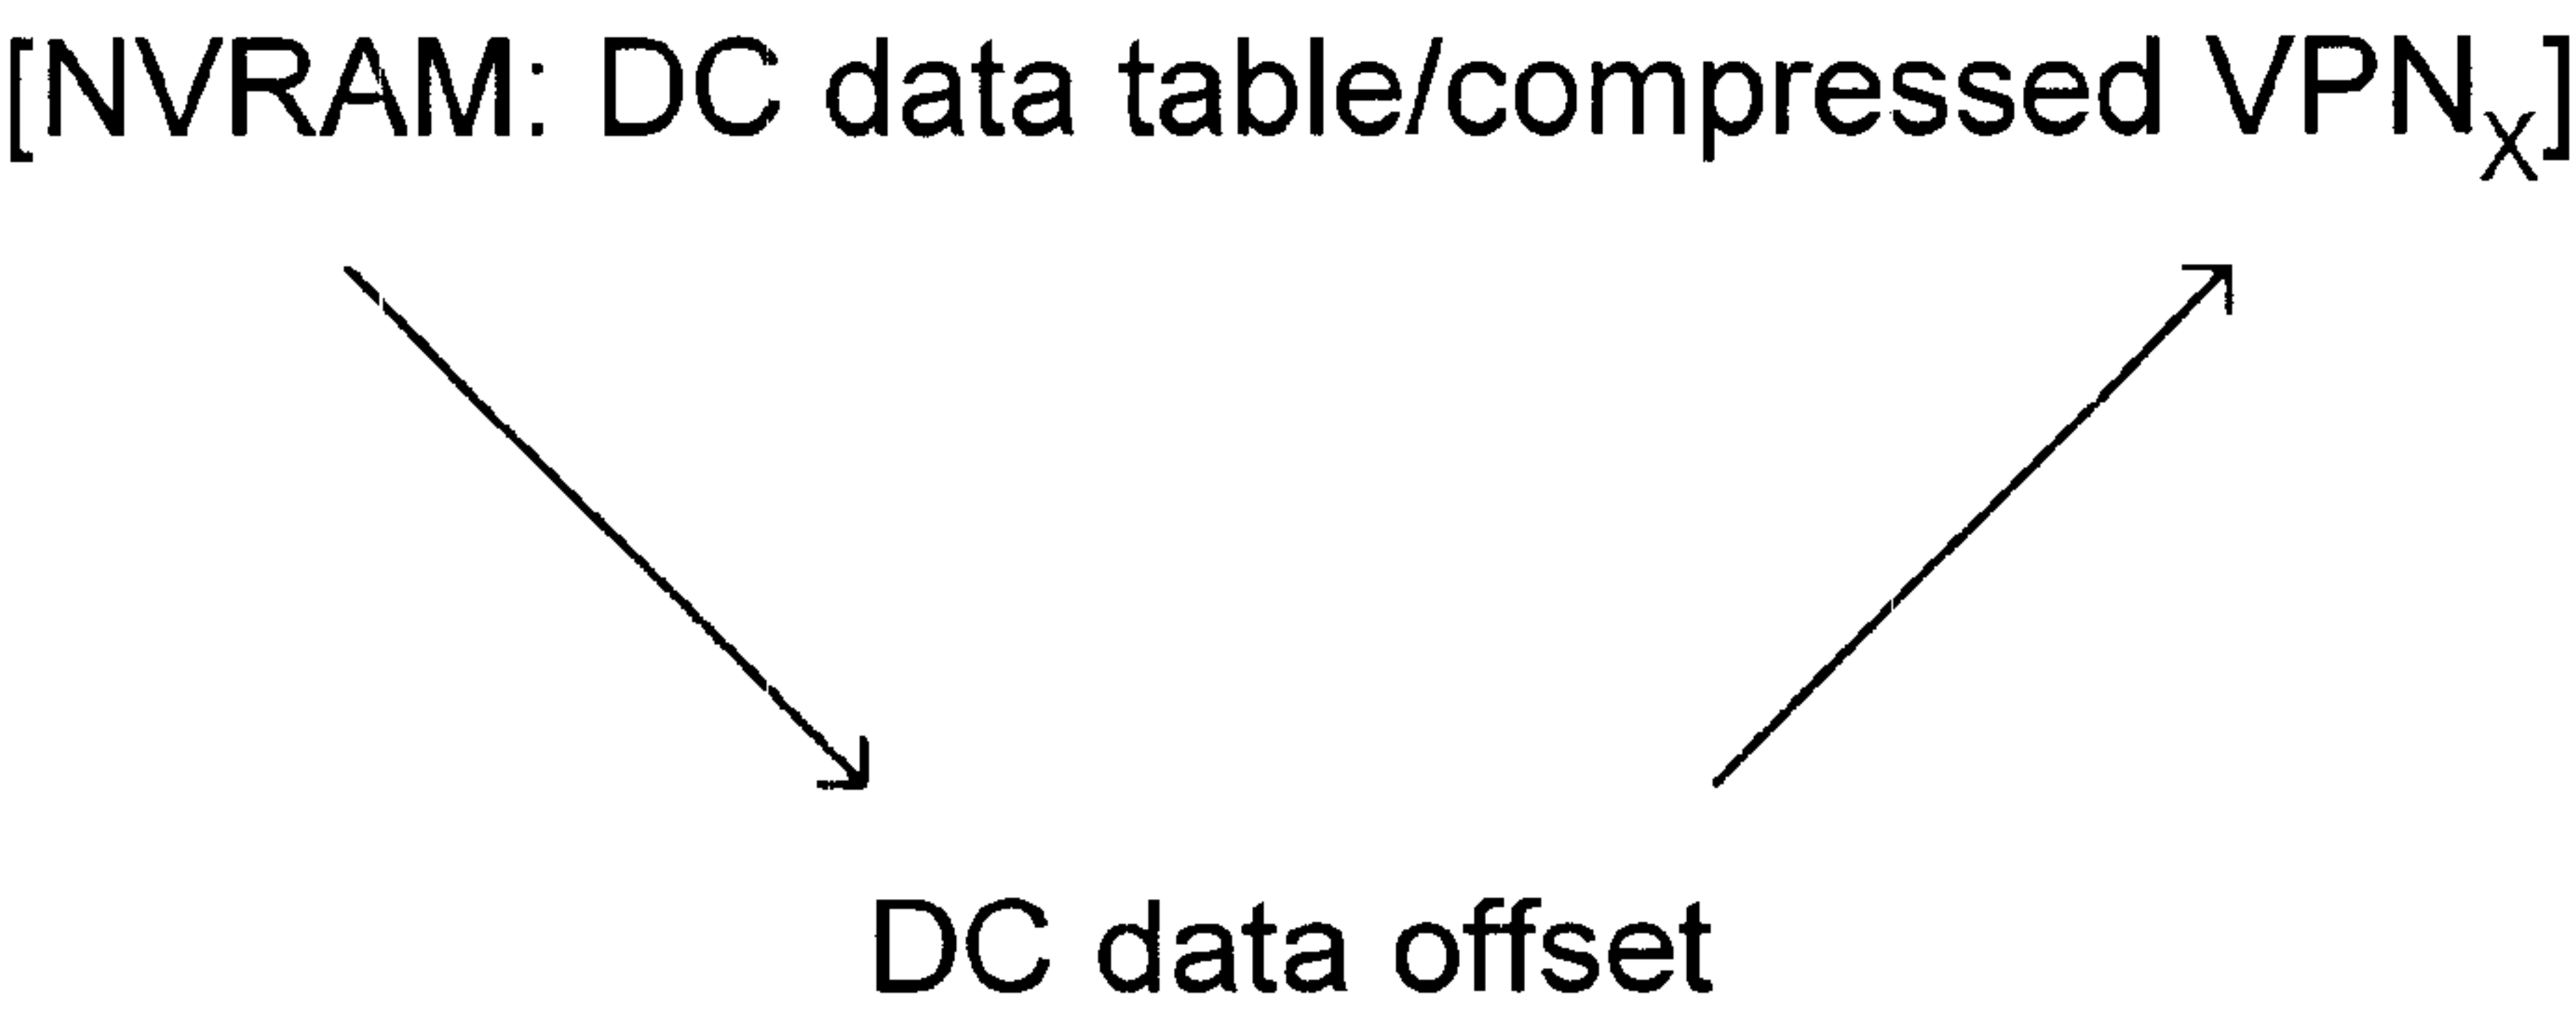 [NVRAM: DC data table/compressed VPNX]
DC data offset